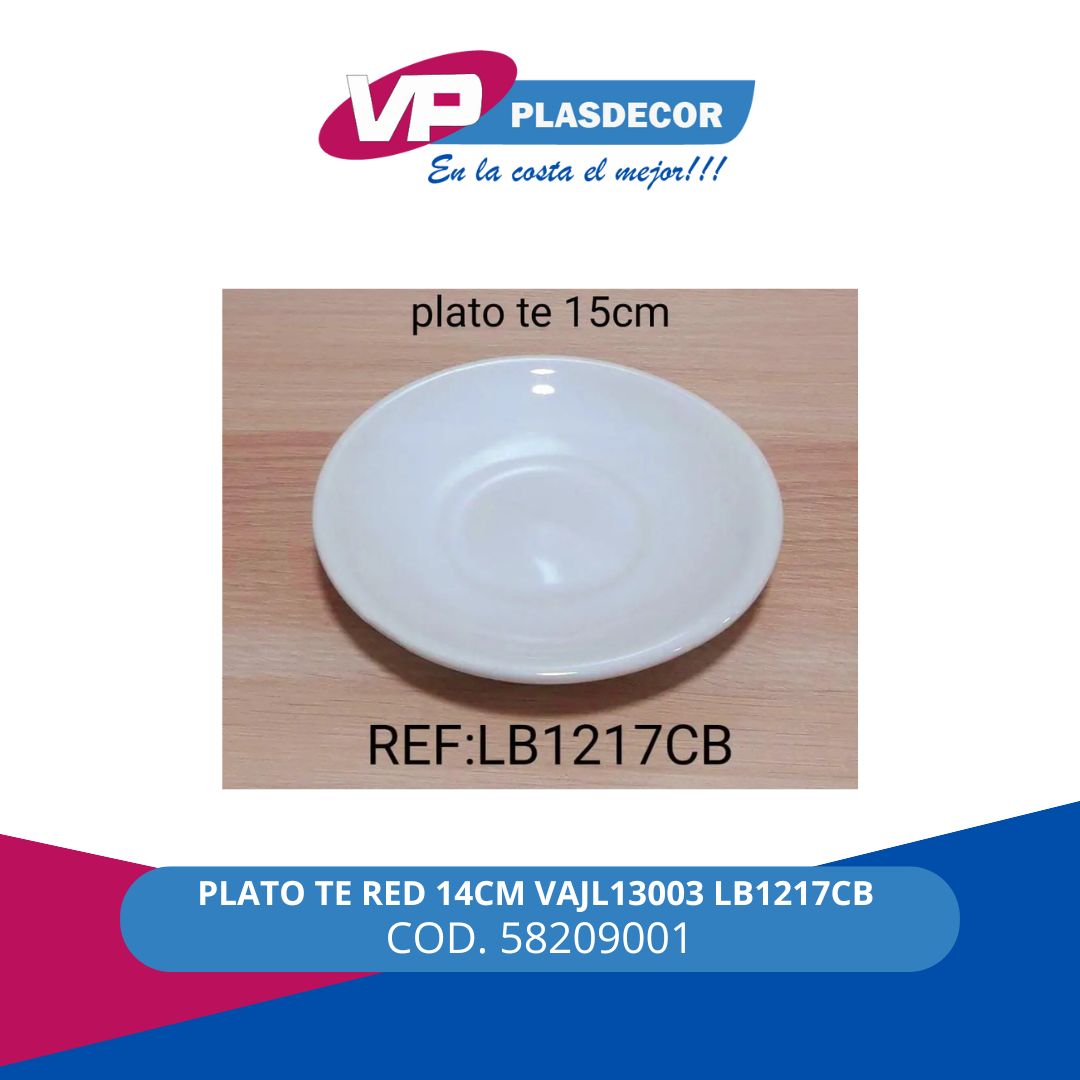 VP PLASDECOR
En la costa el mejor!!!
plato te 15cm
REF:LB1217CB
PLATO TE RED 14CM VAJL13003 LB1217CB
COD. 58209001